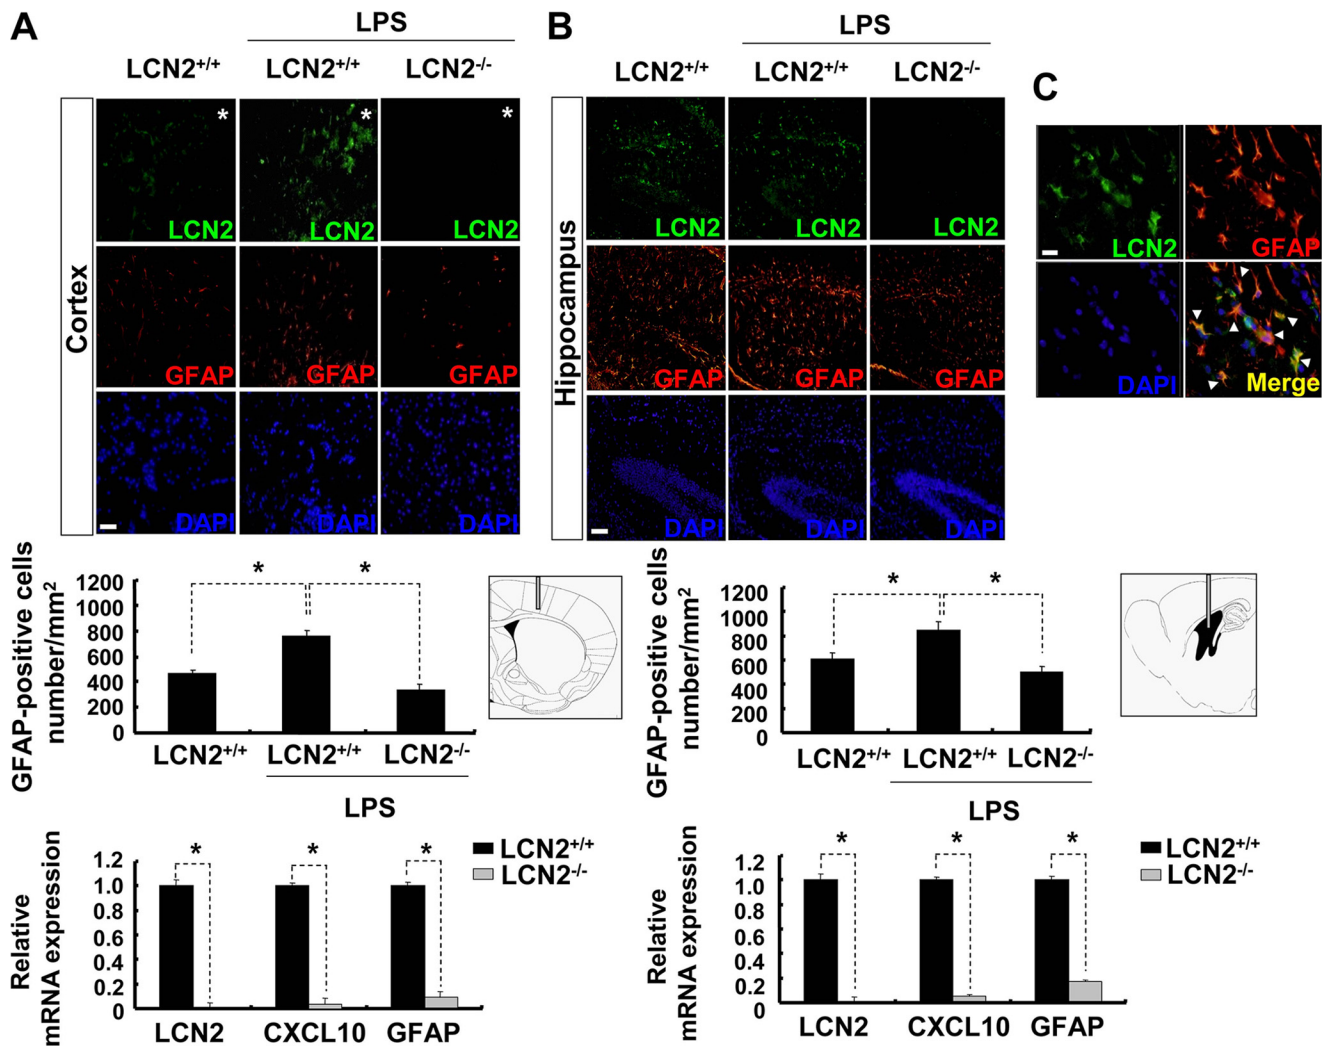 A
LPS
LCN2+/+ LCN2+/+ LCN2-/-
Cortex
* * *
LCN2 LCN2 LCN2
GFAP GFAP GFAP
DAPI DAPI DAPI
GFAP-positive cells
number/mm2
1200
1000
800
600
400
200
0
* *
LCN2+/+ LCN2+/+ LCN2-/-
LPS
Relative
mRNA expression
1.2
1.0
0.8
0.6
0.4
0.2
0
* * *
LCN2 CXCL10 GFAP
LCN2+/+
LCN2-/-
B
LPS
LCN2+/+ LCN2+/+ LCN2-/-
Hippocampus
LCN2 LCN2 LCN2
GFAP GFAP GFAP
DAPI DAPI DAPI
GFAP-positive cells
number/mm2
1200
1000
800
600
400
200
0
* *
LCN2+/+ LCN2+/+ LCN2-/-
LPS
Relative
mRNA expression
1.2
1.0
0.8
0.6
0.4
0.2
0
* * *
LCN2 CXCL10 GFAP
LCN2+/+
LCN2-/-
C
LCN2 GFAP
DAPI Merge